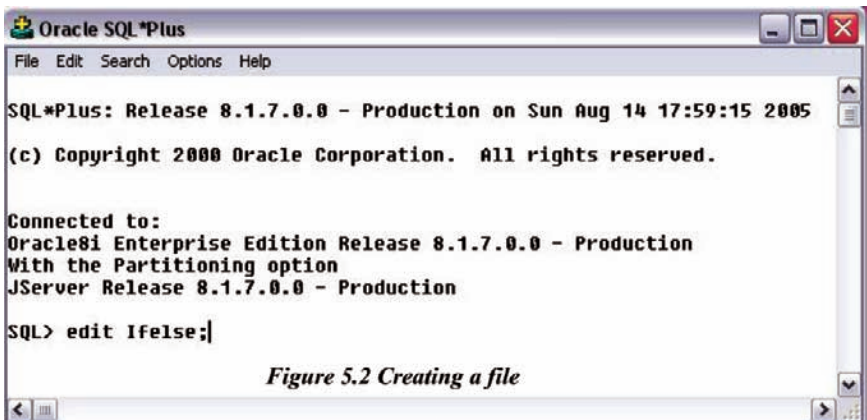 Oracle SQL*Plus
File Edit Search Options Help
SQL*Plus: Release 8.1.7.0.0 - Production on Sun Aug 14 17:59:15 2005
(c) Copyright 2000 Oracle Corporation. All rights reserved.
Connected to:
Oracle8i Enterprise Edition Release 8.1.7.0.0 - Production
With the Partitioning option
JServer Release 8.1.7.0.0 - Production
SQL> edit Ifelse;
Figure 5.2 Creating a file